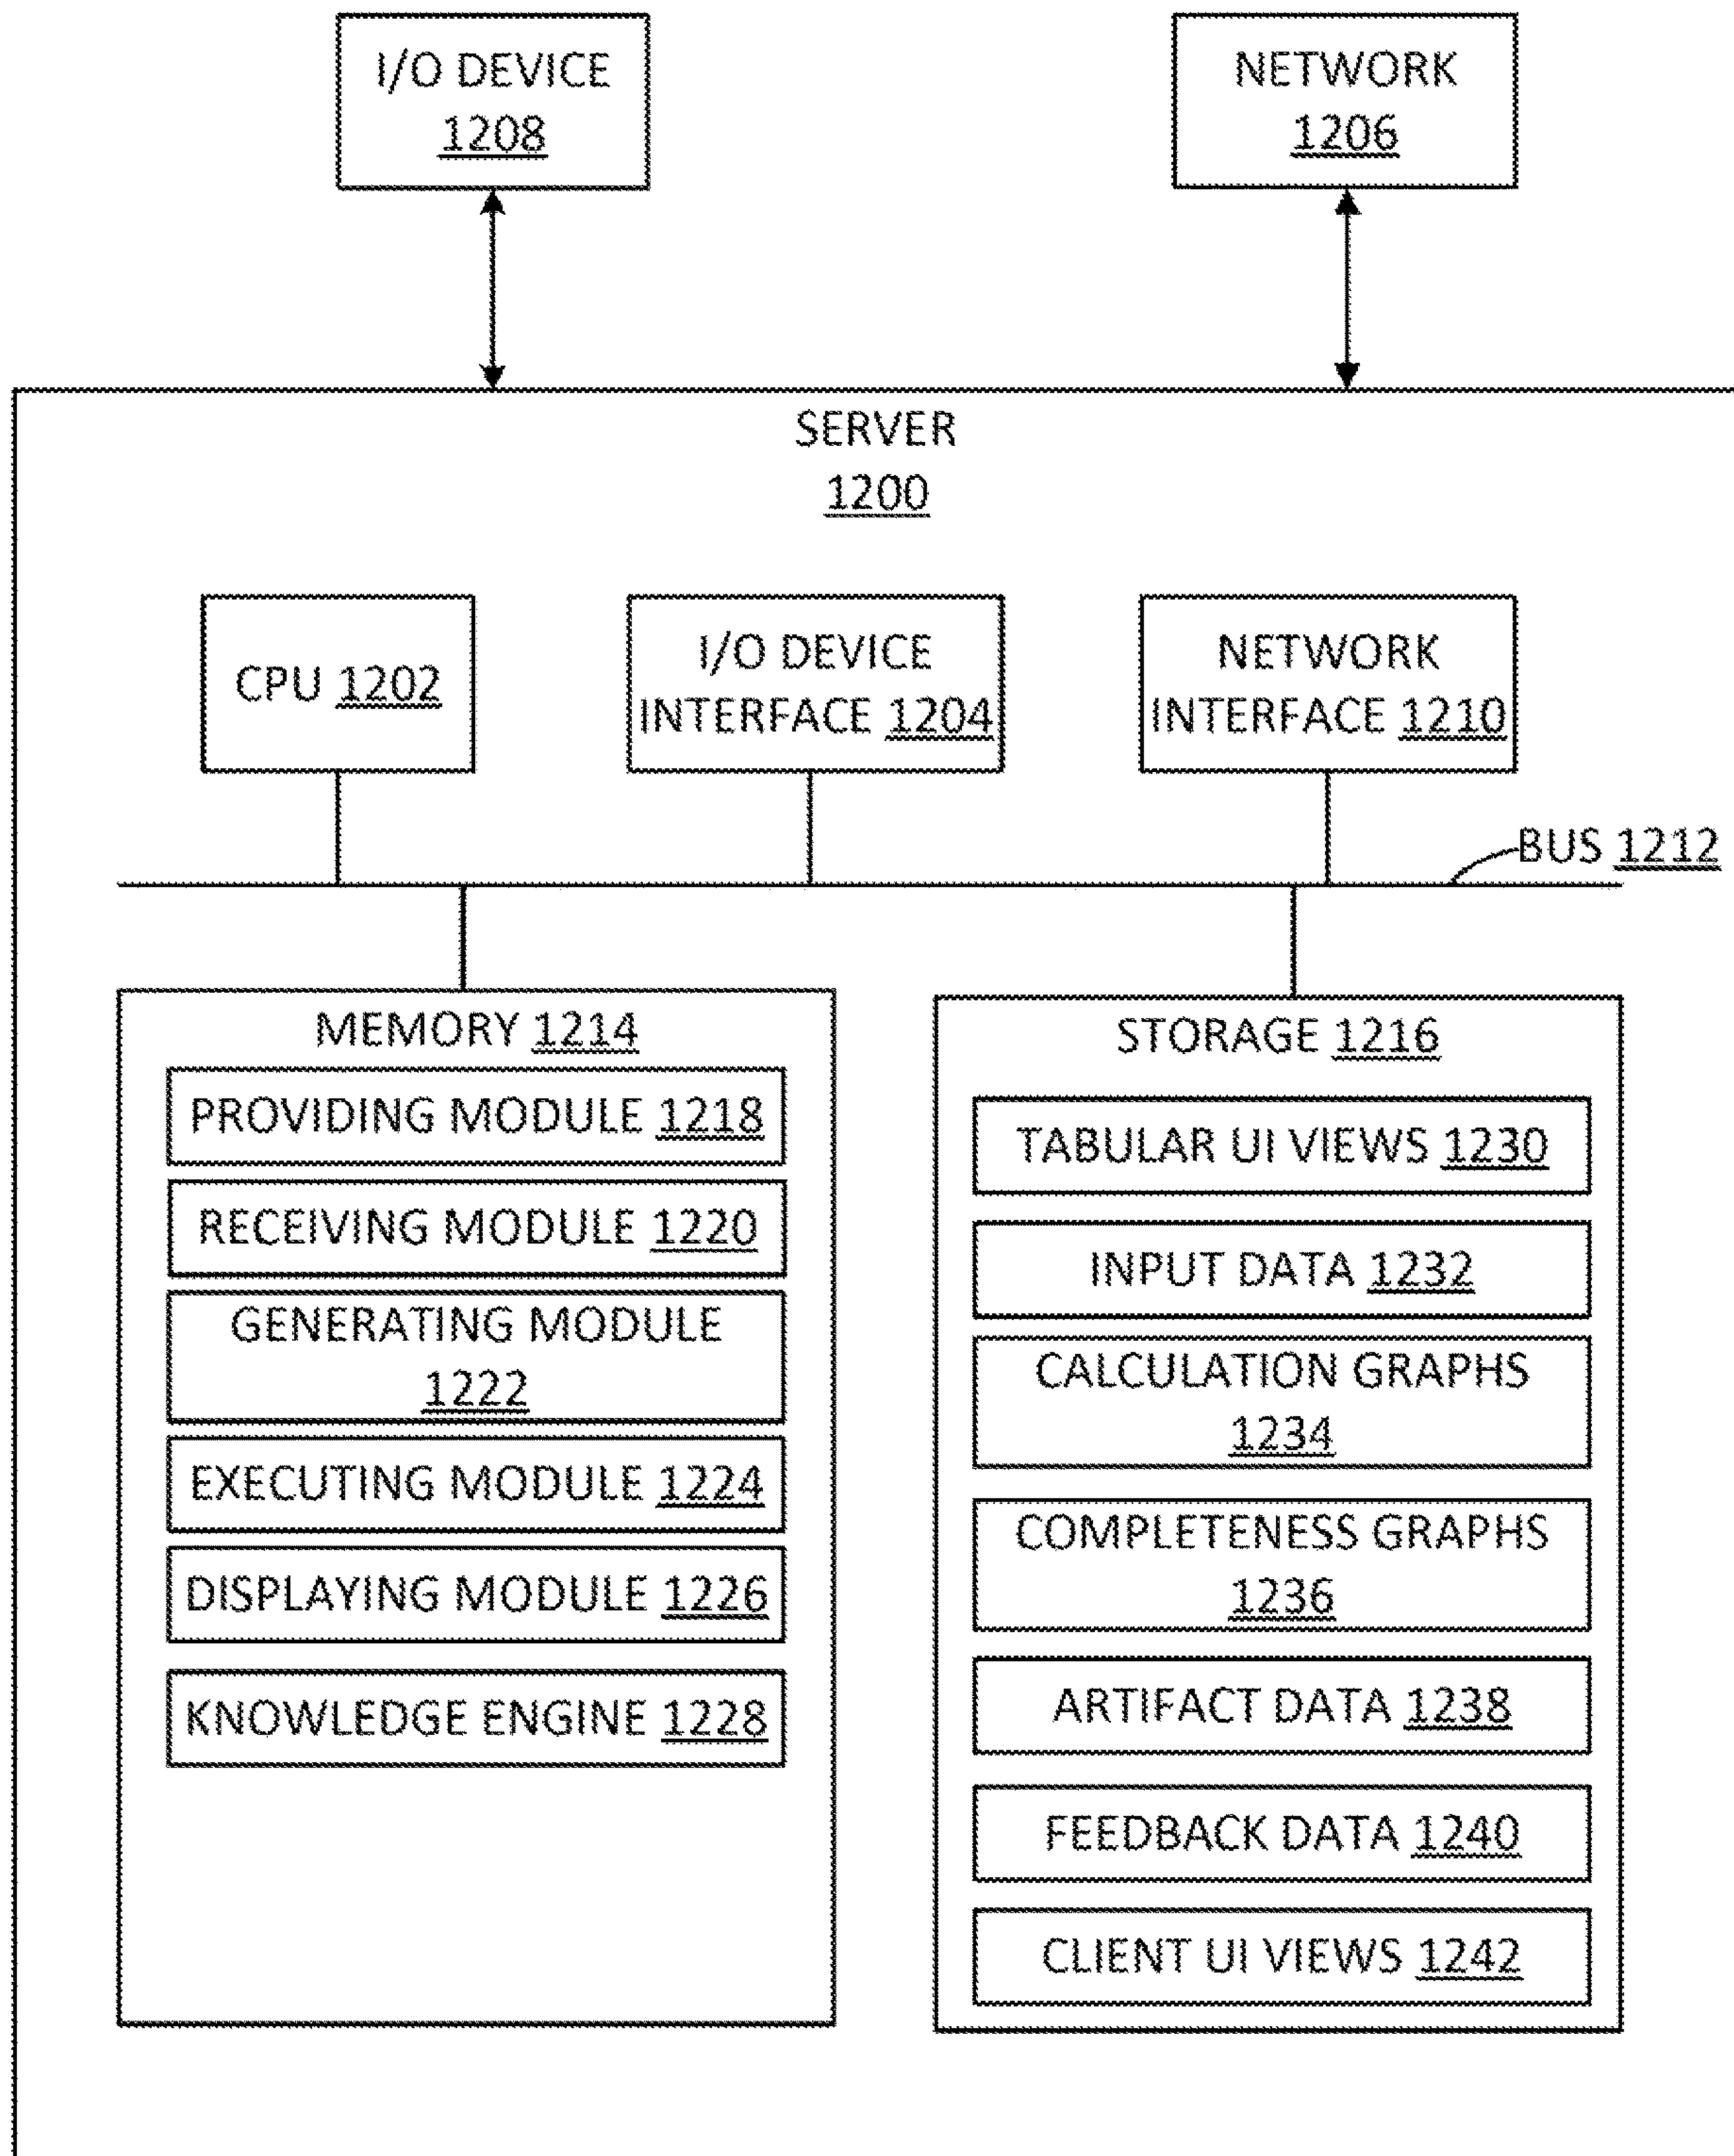 I/O DEVICE
1208
NETWORK
1206
SERVER
1200
CPU 1202
I/O DEVICE
INTERFACE 1204
NETWORK
INTERFACE 1210
BUS 1212
MEMORY 1214
PROVIDING MODULE 1218
RECEIVING MODULE 1220
GENERATING MODULE
1222
EXECUTING MODULE 1224
DISPLAYING MODULE 1226
KNOWLEDGE ENGINE 1228
STORAGE 1216
TABULAR UI VIEWS 1230
INPUT DATA 1232
CALCULATION GRAPHS
1234
COMPLETENESS GRAPHS
1236
ARTIFACT DATA 1238
FEEDBACK DATA 1240
CLIENT UI VIEWS 1242